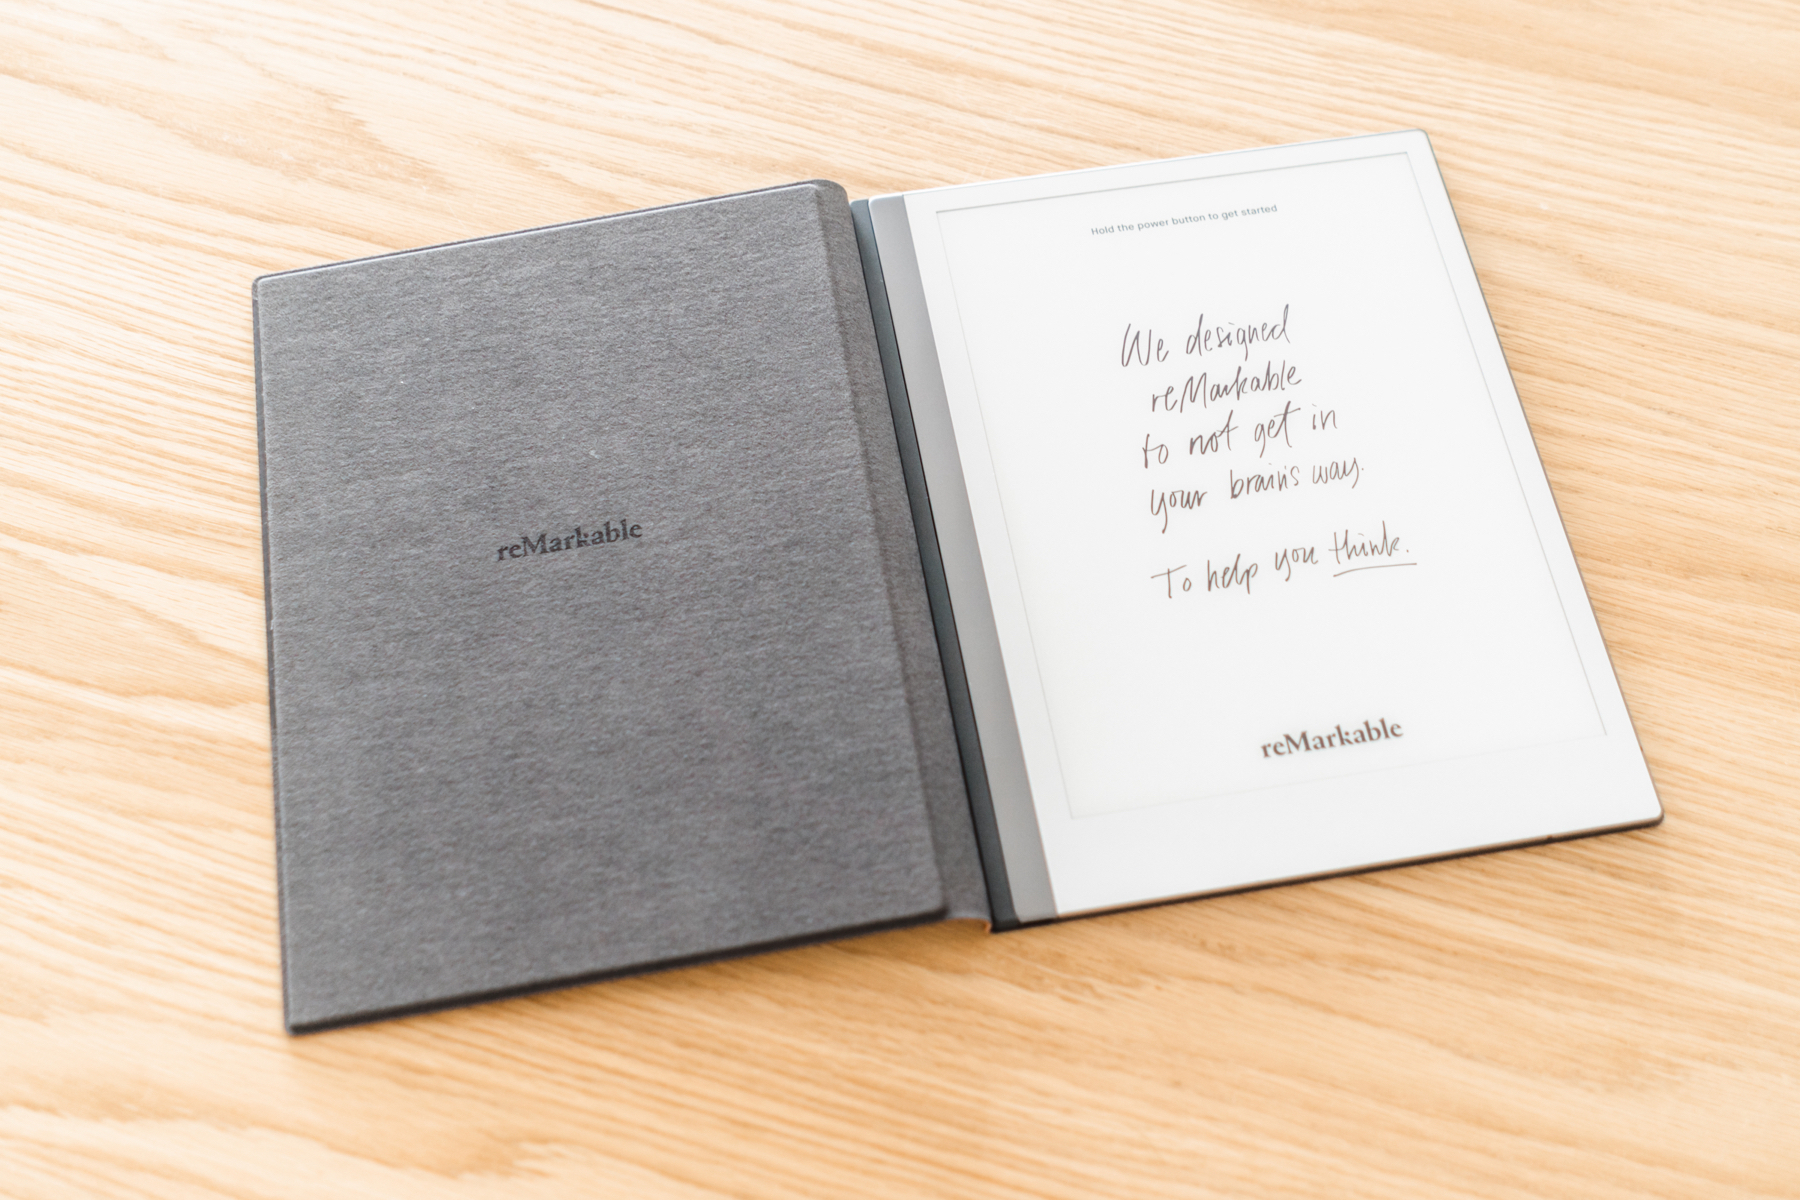 reMarkable
Hold the power button to get started
We designed
reMarkable
to not get in
your brain's way.
To help you think.
reMarkable